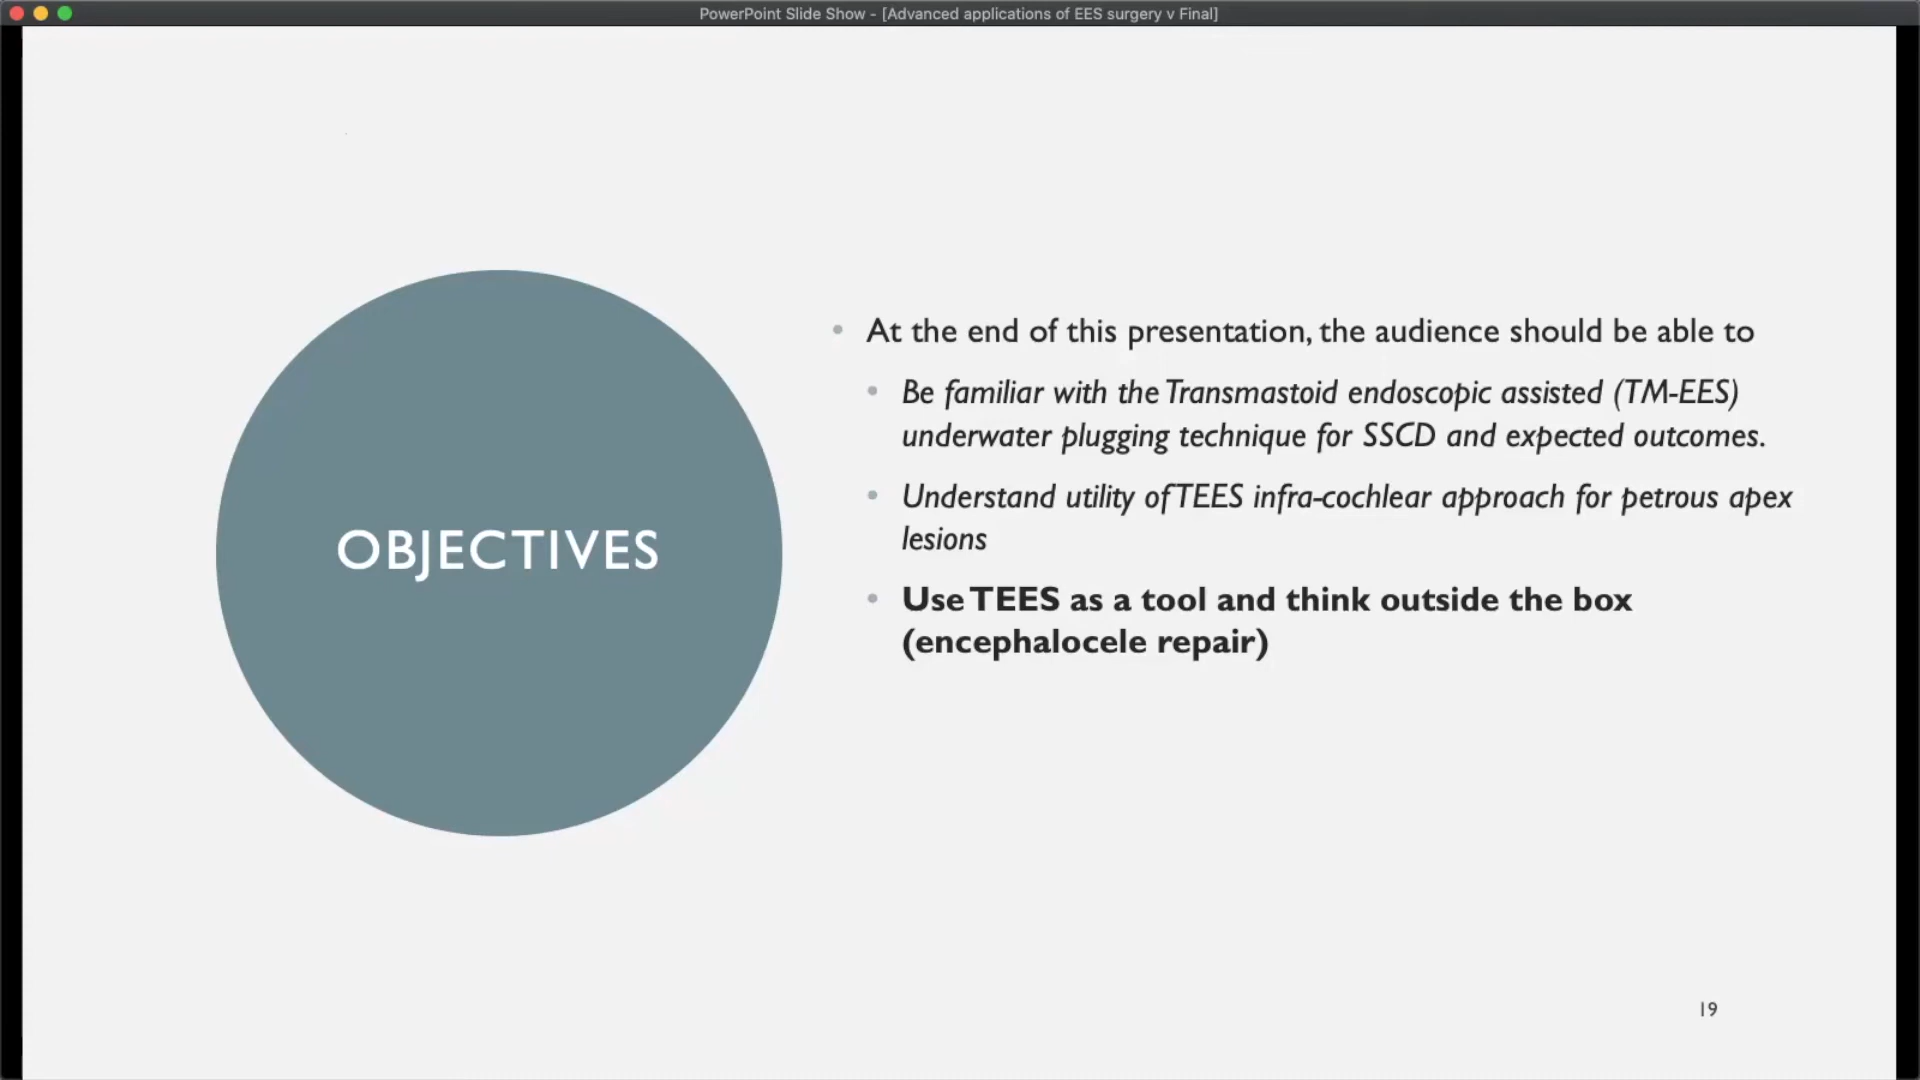 PowerPoint Slide Show - [Advanced applications of EES surgery v Final]
OBJECTIVES
At the end of this presentation, the audience should be able to
Be familiar with the Transmastoid endoscopic assisted (TM-EES)
underwater plugging technique for SSCD and expected outcomes.
Understand utility of TEES infra-cochlear approach for petrous apex
lesions
Use TEES as a tool and think outside the box
(encephalocele repair)
19